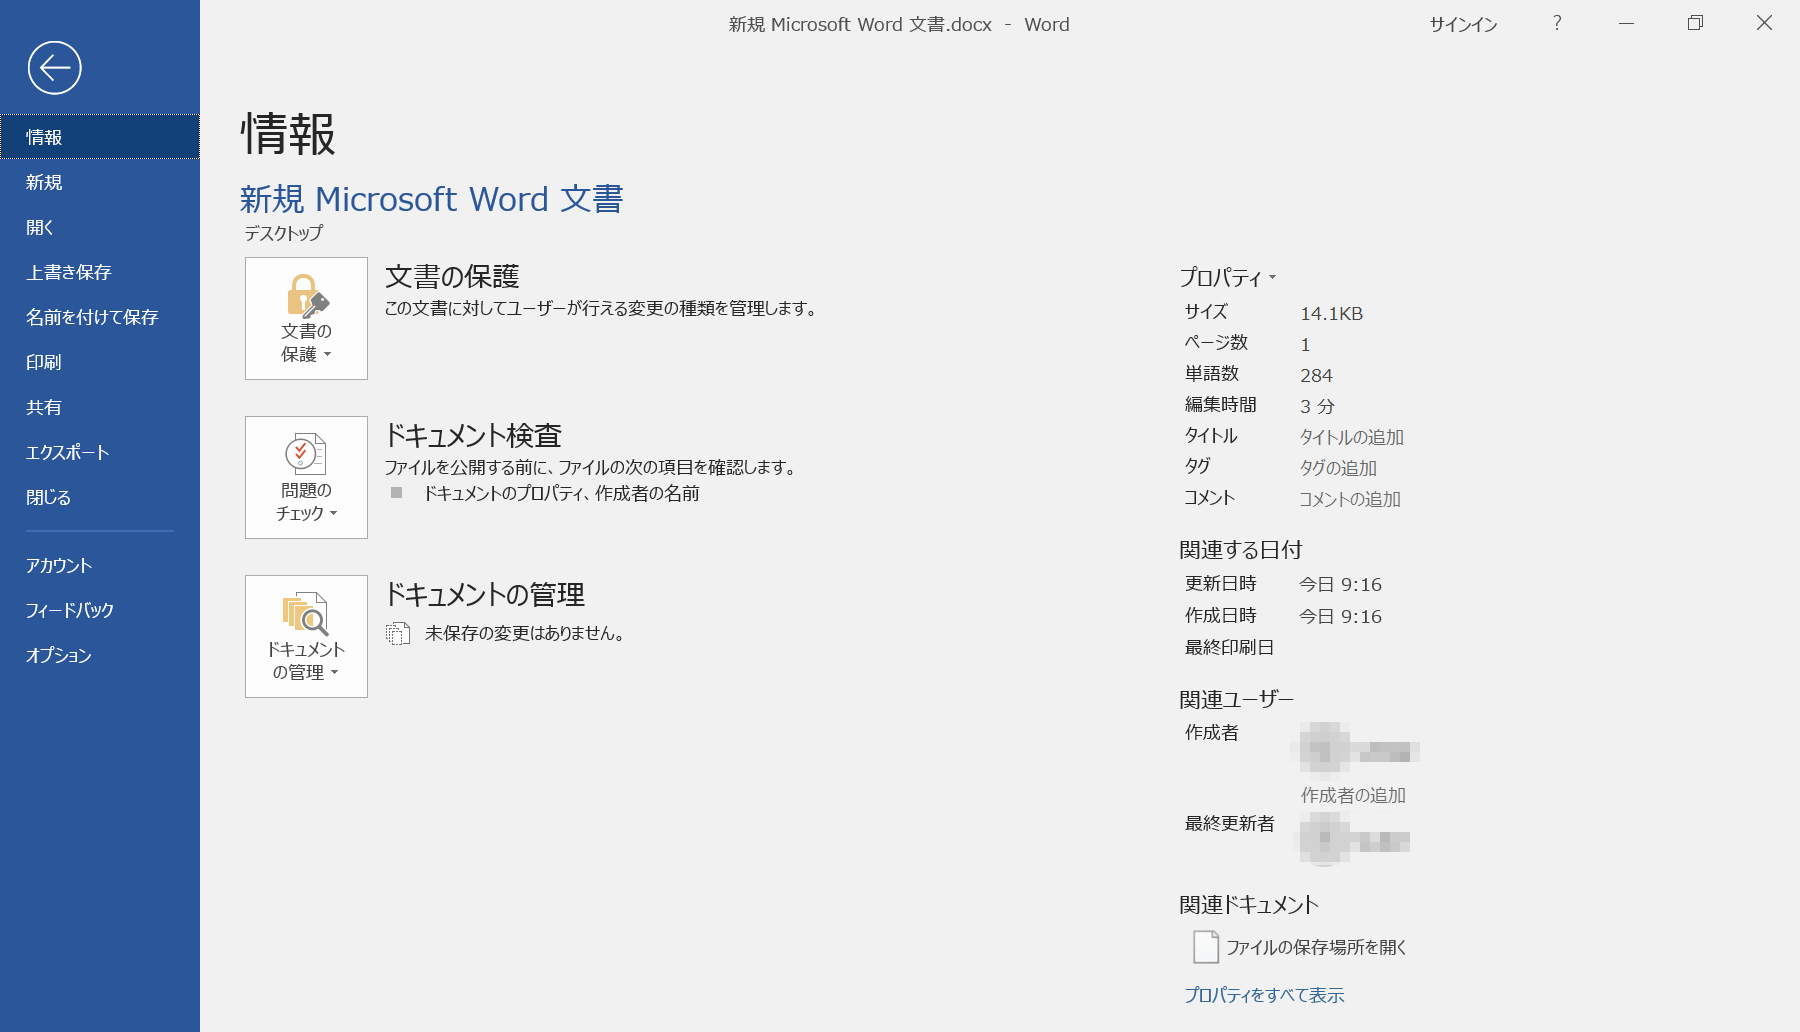 新規 Microsoft Word 文書.docx - Word
サインイン
?
情報
新規
開く
上書き保存
名前を付けて保存
印刷
共有
エクスポート
閉じる
アカウント
フィードバック
オプション
情報
新規 Microsoft Word 文書
デスクトップ
文書の
保護
文書の保護
この文書に対してユーザーが行える変更の種類を管理します。
問題の
チェック
ドキュメント検査
ファイルを公開する前に、ファイルの次の項目を確認します。
ドキュメントのプロパティ、作成者の名前
ドキュメント
の管理
ドキュメントの管理
未保存の変更はありません。
プロパティ
サイズ 14.1KB
ページ数 1
単語数 284
編集時間 3 分
タイトル タイトルの追加
タグ タグの追加
コメント コメントの追加
関連する日付
更新日時 今日 9:16
作成日時 今日 9:16
最終印刷日
関連ユーザー
作成者
作成者の追加
最終更新者
関連ドキュメント
ファイルの保存場所を開く
プロパティをすべて表示